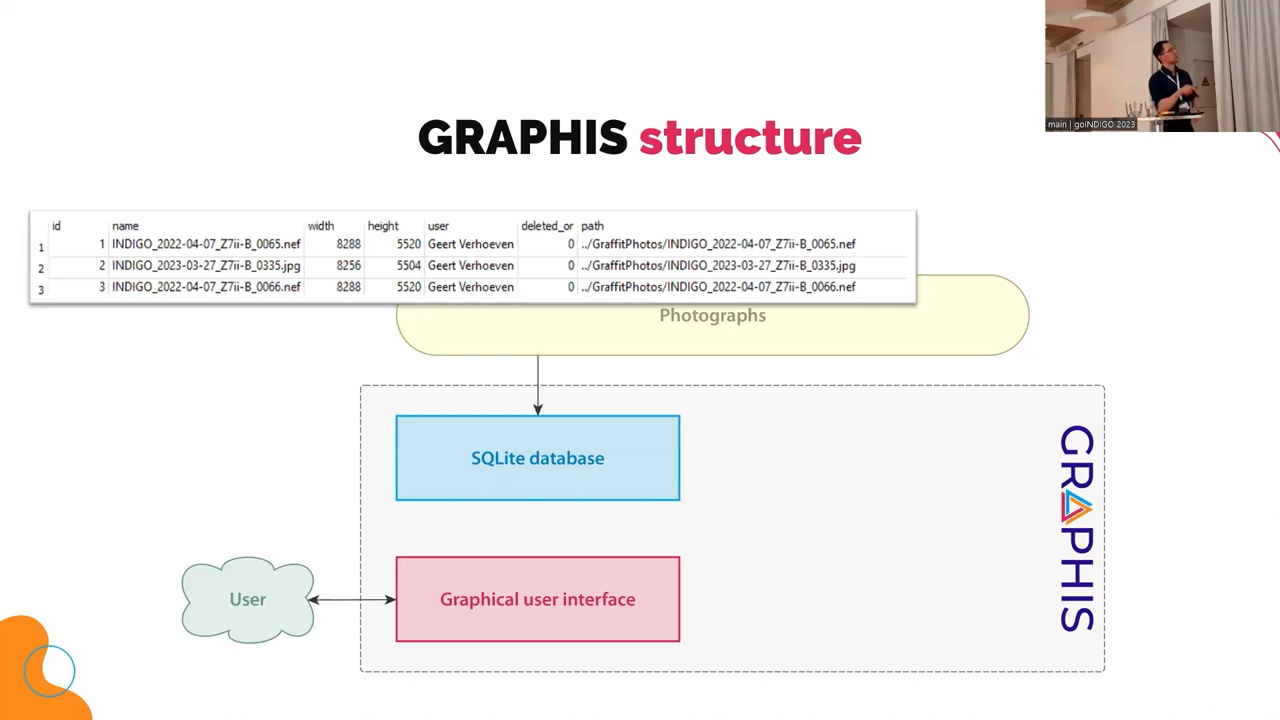 main | goINDIGO 2023
GRAPHIS structure
id name width height user deleted_or path
1 1 INDIGO_2022-04-07_Z7ii-B_0065.nef 8288 5520 Geert Verhoeven 0 ../GraffitPhotos/INDIGO_2022-04-07_Z7ii-B_0065.nef
2 2 INDIGO_2023-03-27_Z7ii-B_0335.jpg 8256 5504 Geert Verhoeven 0 ../GraffitPhotos/INDIGO_2023-03-27_Z7ii-B_0335.jpg
3 3 INDIGO_2022-04-07_Z7ii-B_0066.nef 8288 5520 Geert Verhoeven 0 ../GraffitPhotos/INDIGO_2022-04-07_Z7ii-B_0066.nef
Photographs
SQLite database
User
Graphical user interface
GRAPHIS